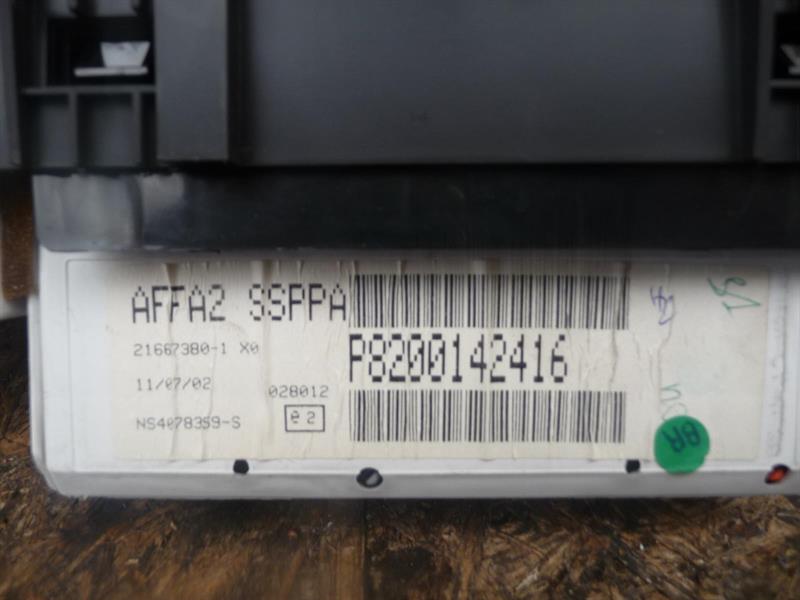 AFFA2 SSPPA
21667380-1 X0
P8200142416
11/07/02
028012
NS4078359-S
e2
BR